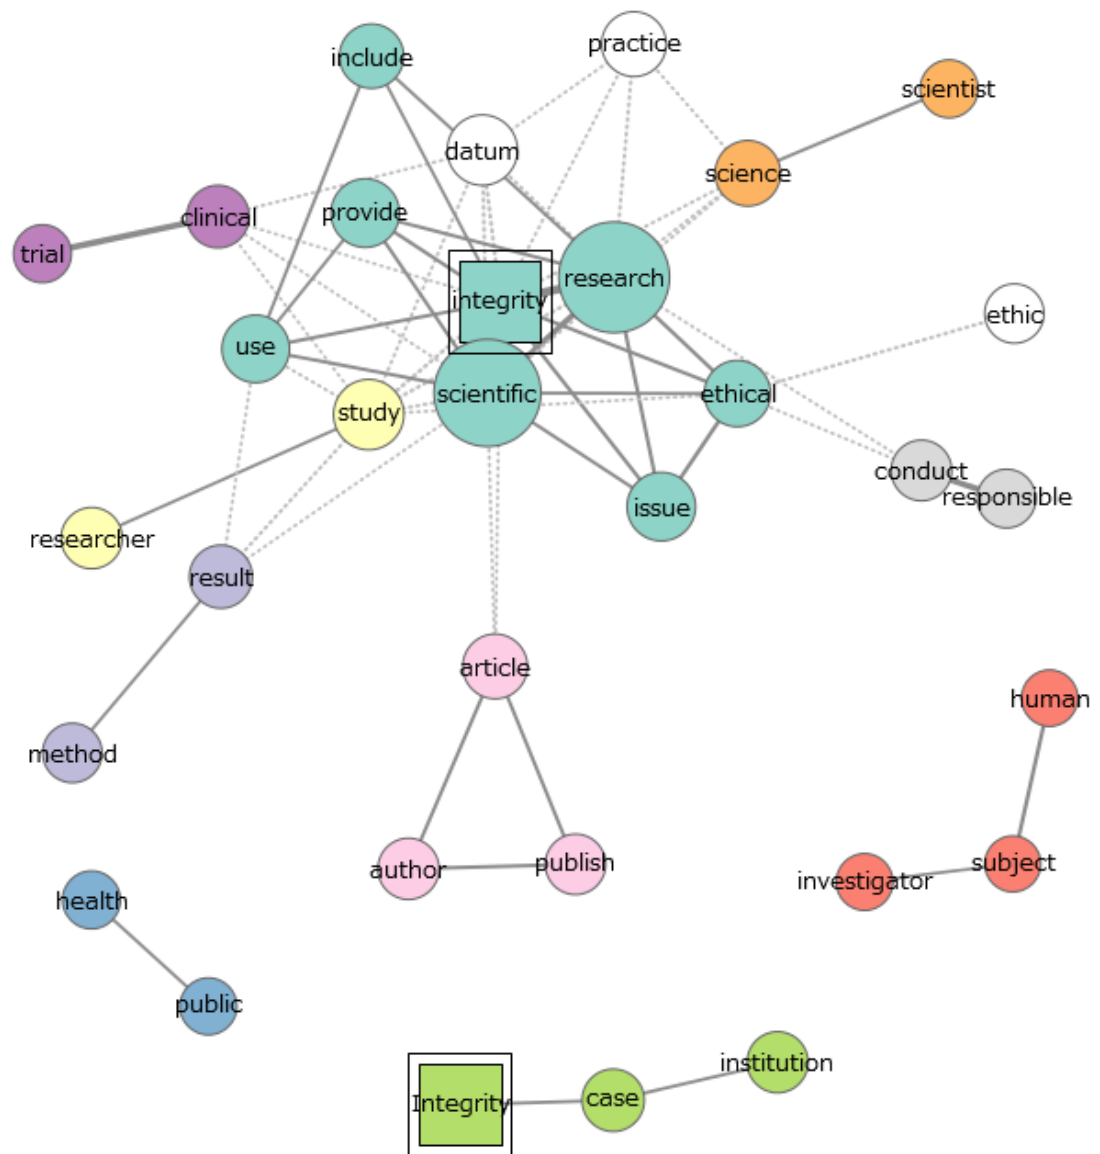 practice
include
scientist
datum
science
provide
clinical
trial
research
integrity
ethic
use
scientific
ethical
study
conduct
responsible
issue
researcher
result
article
human
method
author
publish
subject
investigator
health
public
institution
case
Integrity